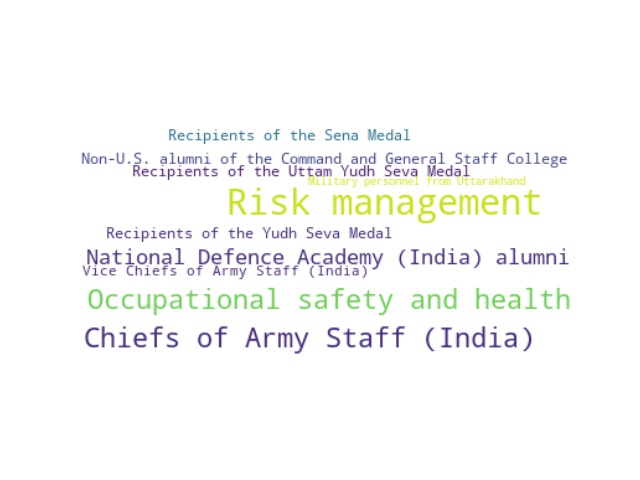 Recipients of the Sena Medal
Non-U.S. alumni of the Command and General Staff College
Recipients of the Uttam Yudh Seva Medal
Military personnel from Uttarakhand
Risk management
Recipients of the Yudh Seva Medal
National Defence Academy (India) alumni
Vice Chiefs of Army Staff (India)
Occupational safety and health
Chiefs of Army Staff (India)